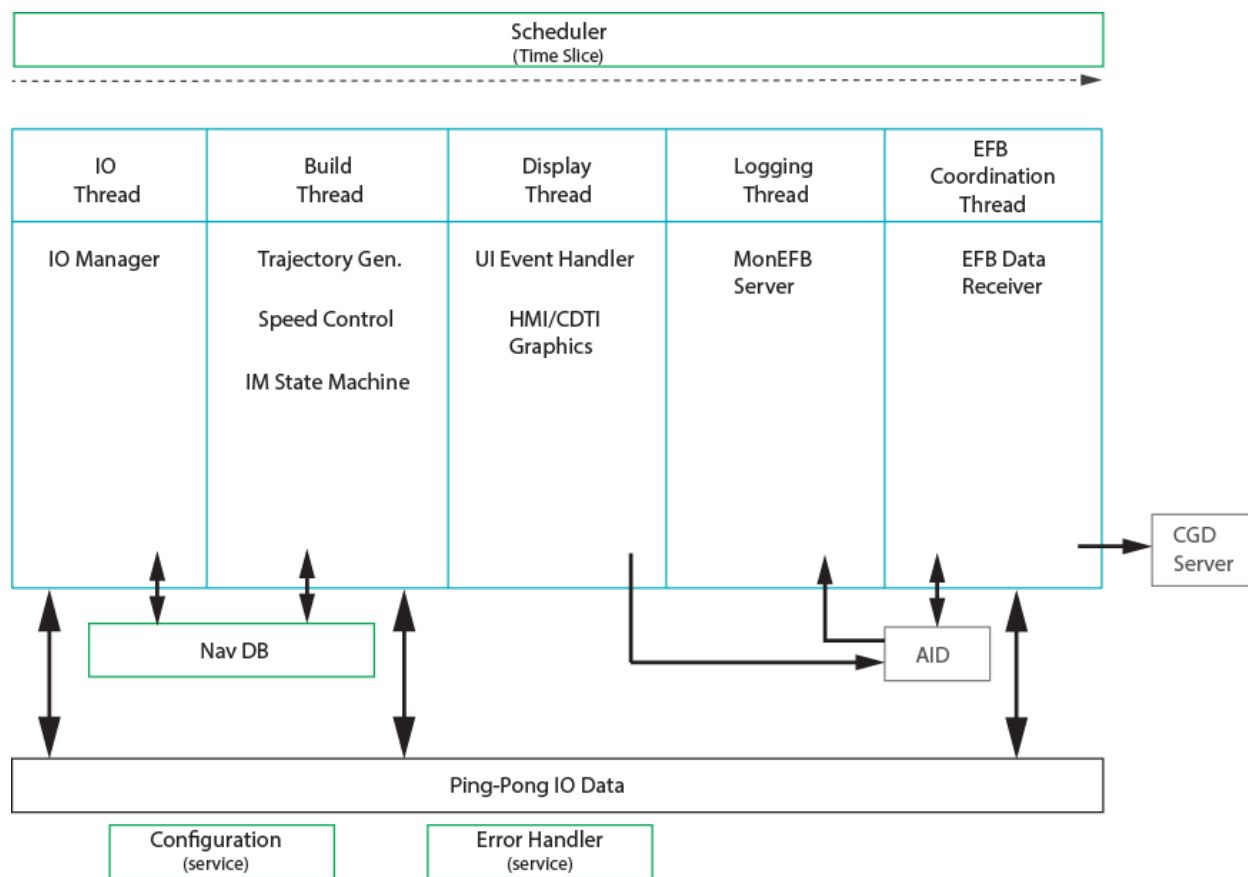 Scheduler
(Time Slice)
IO
Thread
Build
Thread
Display
Thread
Logging
Thread
EFB
Coordination
Thread
IO Manager
Trajectory Gen.
Speed Control
IM State Machine
UI Event Handler
HMI/CDTI
Graphics
MonEFB
Server
EFB Data
Receiver
CGD
Server
Nav DB
AID
Ping-Pong IO Data
Configuration
(service)
Error Handler
(service)